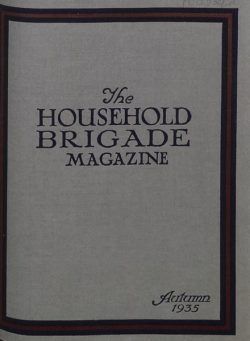 The
HOUSEHOLD
BRIGADE
MAGAZINE
Autumn
1935